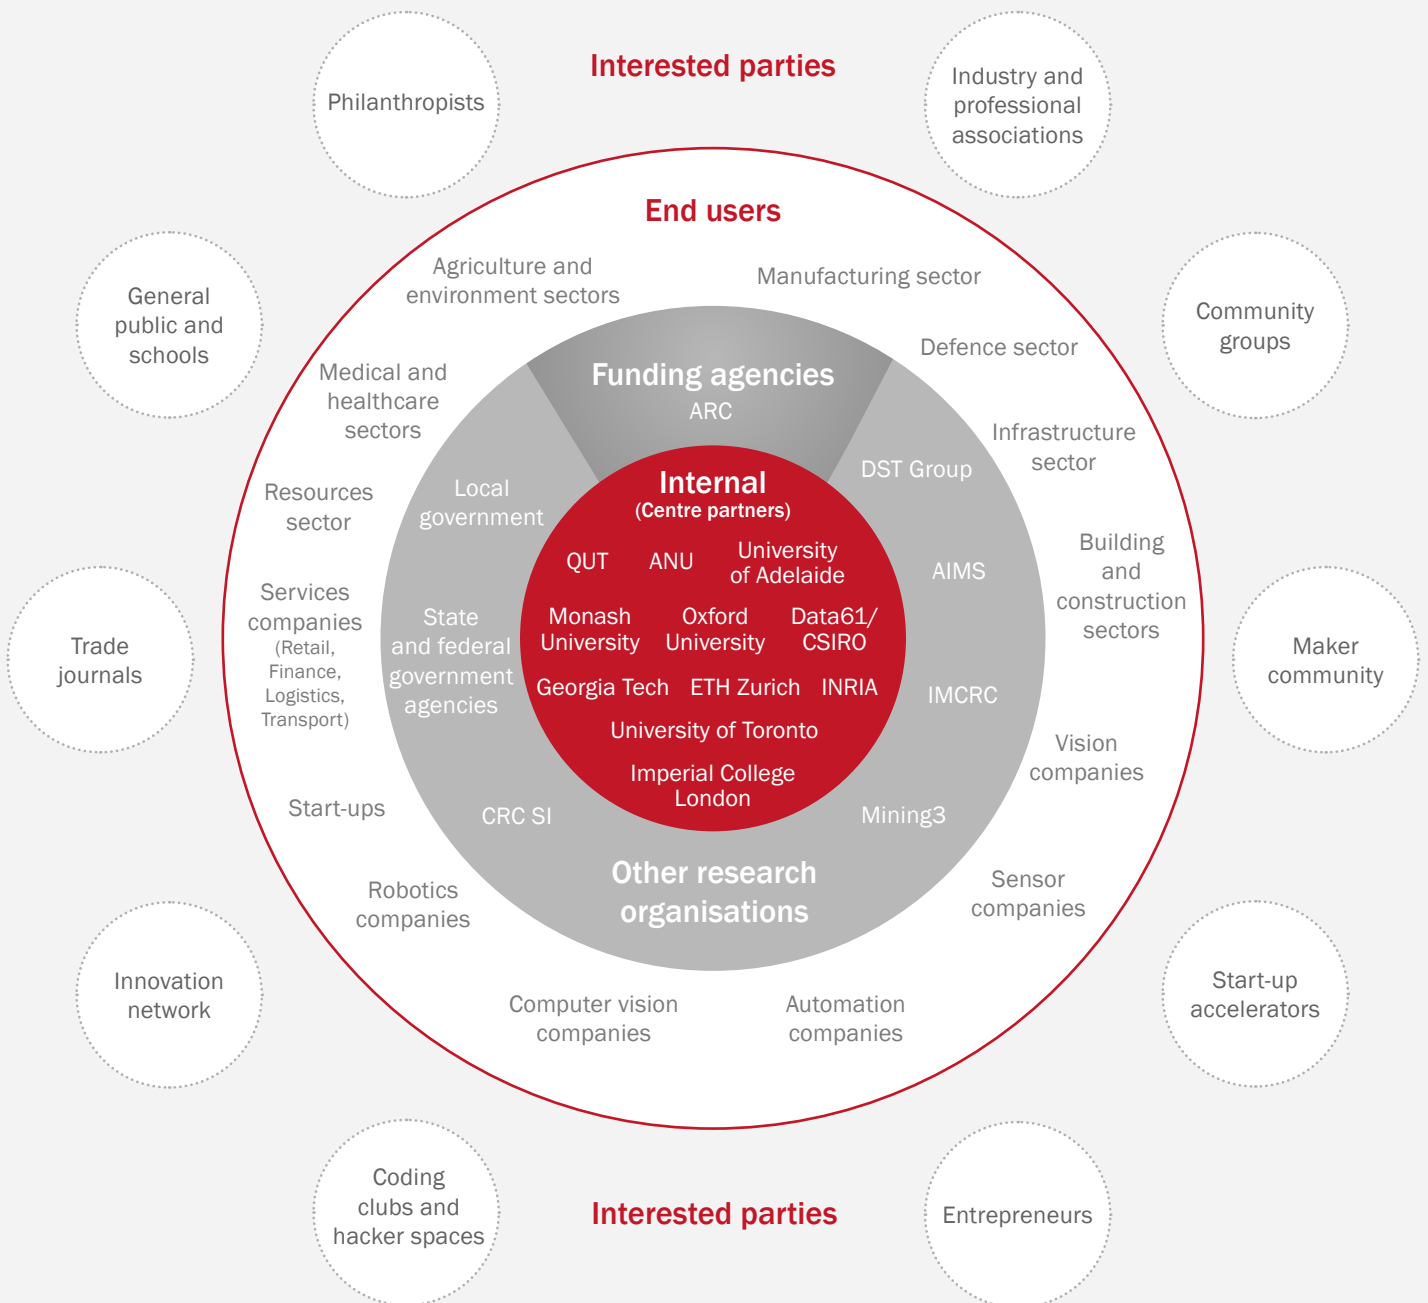 Interested parties
Philanthropists
Industry and
professional
associations
General
public and
schools
Community
groups
Trade
journals
Maker
community
Innovation
network
Start-up
accelerators
Coding
clubs and
hacker spaces
Entrepreneurs
Interested parties
End users
Agriculture and
environment sectors
Manufacturing sector
Medical and
healthcare
sectors
Defence sector
Resources
sector
Infrastructure
sector
Services
companies
(Retail,
Finance,
Logistics,
Transport)
Building
and
construction
sectors
Start-ups
Vision
companies
Robotics
companies
Sensor
companies
Computer vision
companies
Automation
companies
Funding agencies
ARC
Local
government
State
and federal
government
agencies
CRC SI
DST Group
AIMS
IMCRC
Mining3
Other research
organisations
Internal
(Centre partners)
QUT
ANU
University
of Adelaide
Monash
University
Oxford
University
Data61/
CSIRO
Georgia Tech
ETH Zurich
INRIA
University of Toronto
Imperial College
London